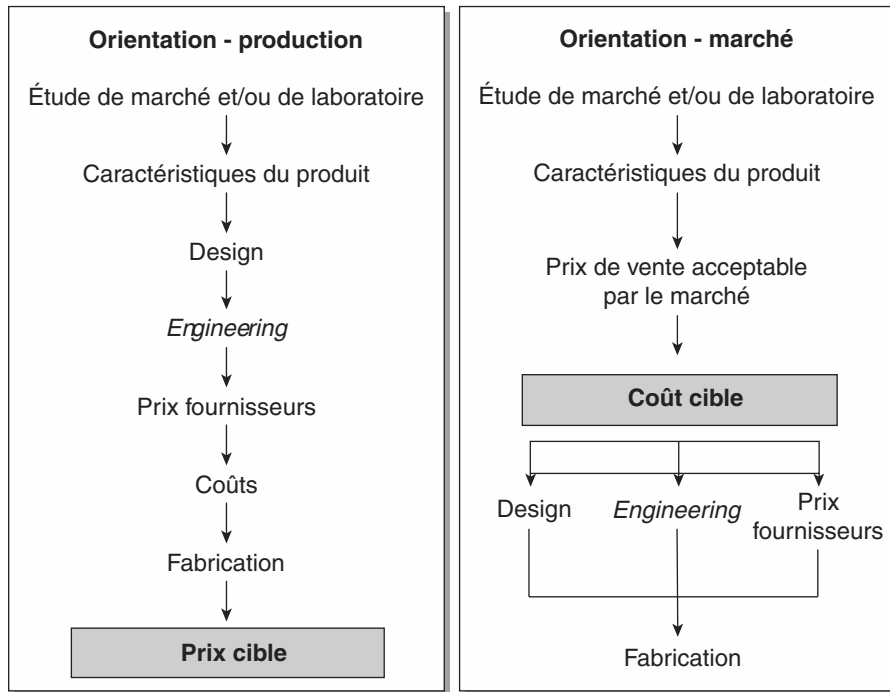 Orientation - production
Étude de marché et/ou de laboratoire
Caractéristiques du produit
Design
Engineering
Prix fournisseurs
Coûts
Fabrication
Prix cible
Orientation - marché
Étude de marché et/ou de laboratoire
Caractéristiques du produit
Prix de vente acceptable
par le marché
Coût cible
Design
Engineering
Prix
fournisseurs
Fabrication